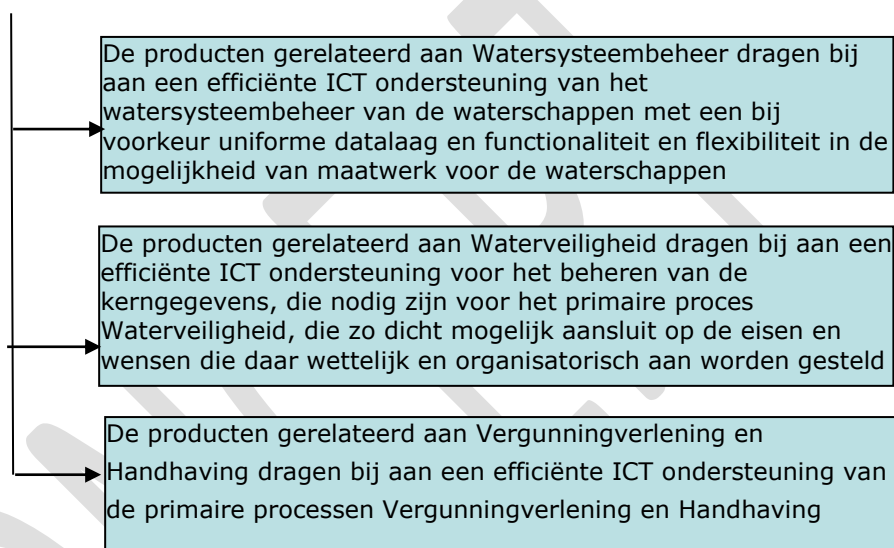 De producten gerelateerd aan Watersysteembeheer dragen bij
aan een efficiënte ICT ondersteuning van het
watersysteembeheer van de waterschappen met een bij
voorkeur uniforme datalaag en functionaliteit en flexibiliteit in de
mogelijkheid van maatwerk voor de waterschappen
De producten gerelateerd aan Waterveiligheid dragen bij aan een
efficiënte ICT ondersteuning voor het beheren van de
kerngegevens, die nodig zijn voor het primaire proces
Waterveiligheid, die zo dicht mogelijk aansluit op de eisen en
wensen die daar wettelijk en organisatorisch aan worden gesteld
De producten gerelateerd aan Vergunningverlening en
Handhaving dragen bij aan een efficiënte ICT ondersteuning van
de primaire processen Vergunningverlening en Handhaving